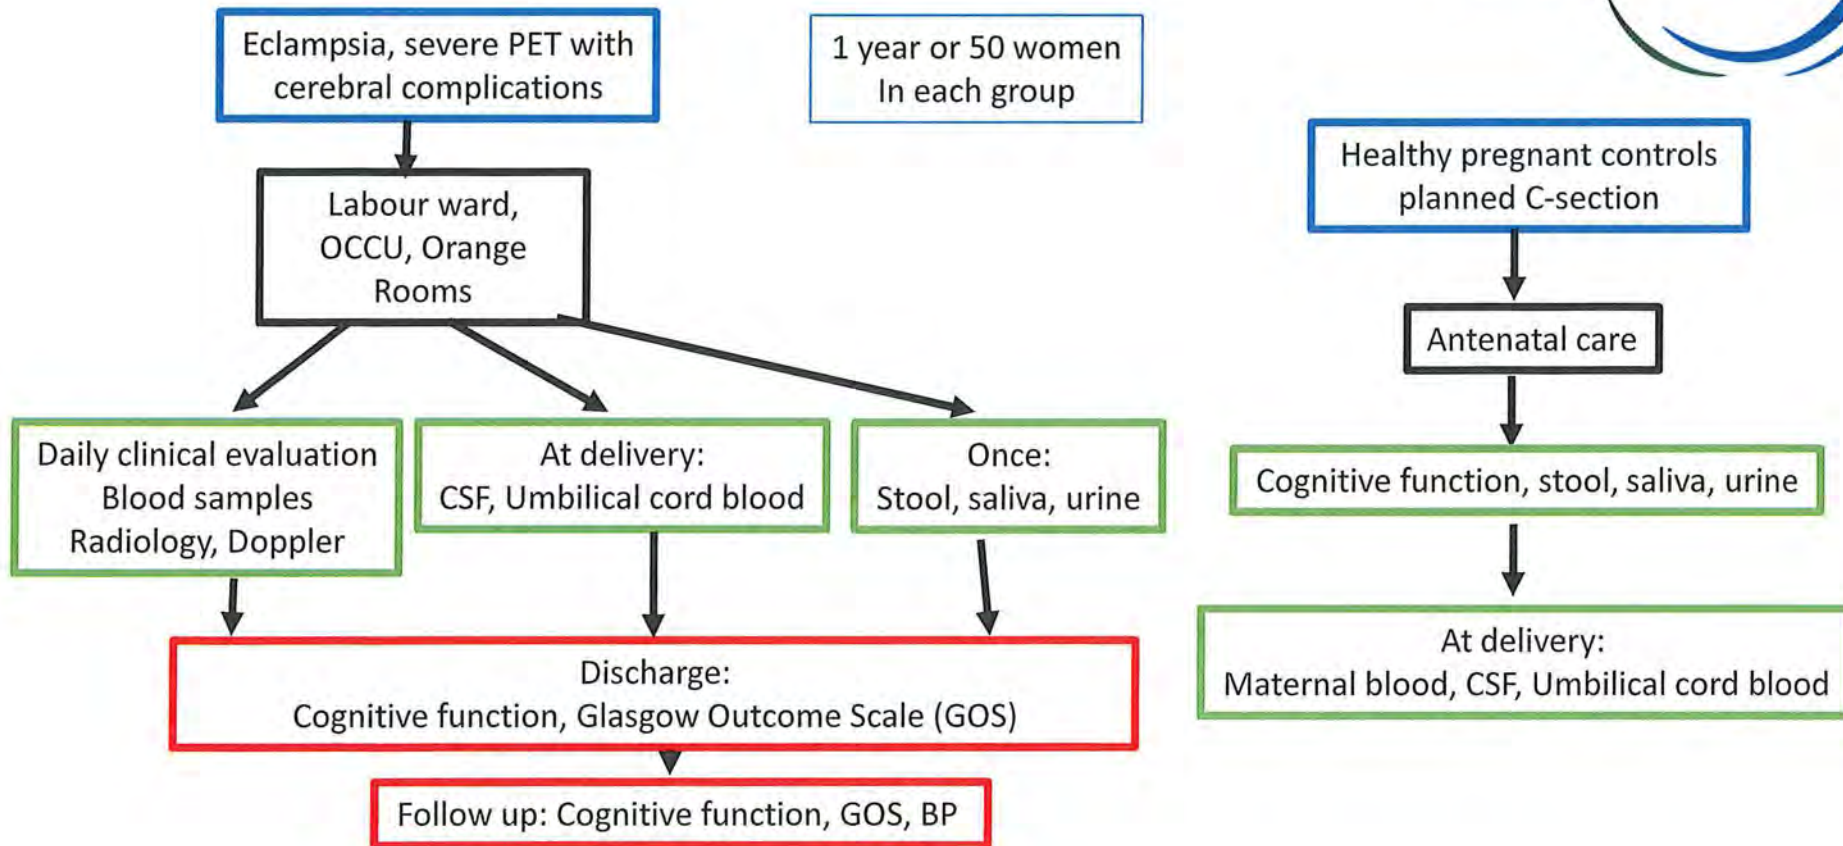 Eclampsia, severe PET with
cerebral complications
1 year or 50 women
In each group
Labour ward,
OCCU, Orange
Rooms
Daily clinical evaluation
Blood samples
Radiology, Doppler
At delivery:
CSF, Umbilical cord blood
Once:
Stool, saliva, urine
Discharge:
Cognitive function, Glasgow Outcome Scale (GOS)
Follow up: Cognitive function, GOS, BP
Healthy pregnant controls
planned C-section
Antenatal care
Cognitive function, stool, saliva, urine
At delivery:
Maternal blood, CSF, Umbilical cord blood